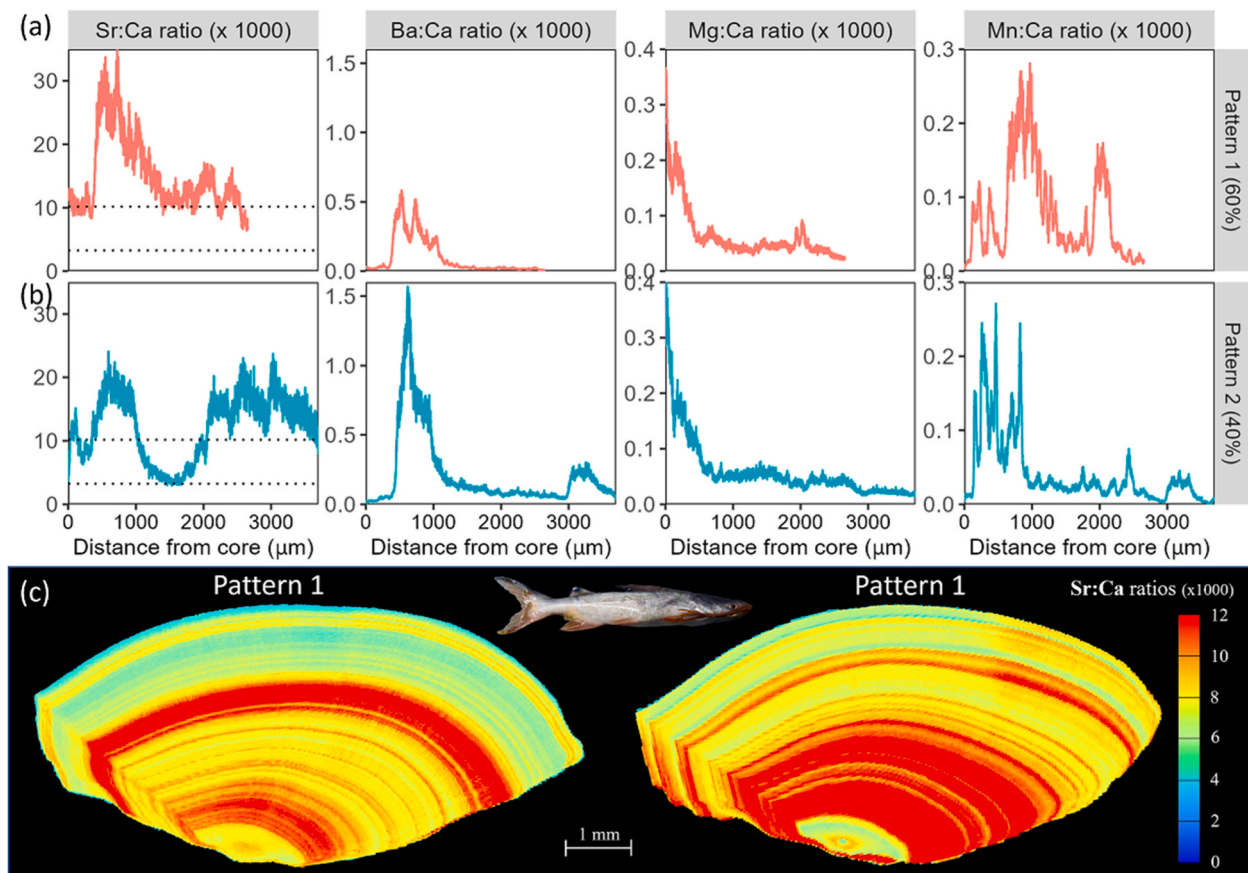 (a)
Sr:Ca ratio (x 1000)
Ba:Ca ratio (x 1000)
Mg:Ca ratio (x 1000)
Mn:Ca ratio (x 1000)
30
20
10
0
1.5
1.0
0.5
0.0
0.4
0.3
0.2
0.1
0.0
0.3
0.2
0.1
0.0
Pattern 1 (60%)
(b)
30
20
10
0
1.5
1.0
0.5
0.0
0.4
0.3
0.2
0.1
0.0
0.3
0.2
0.1
0.0
Pattern 2 (40%)
0 1000 2000 3000
0 1000 2000 3000
0 1000 2000 3000
0 1000 2000 3000
Distance from core (μm)
Distance from core (μm)
Distance from core (μm)
Distance from core (μm)
(c)
Pattern 1
Pattern 1
Sr:Ca ratios (x1000)
12
10
8
6
4
2
0
1 mm